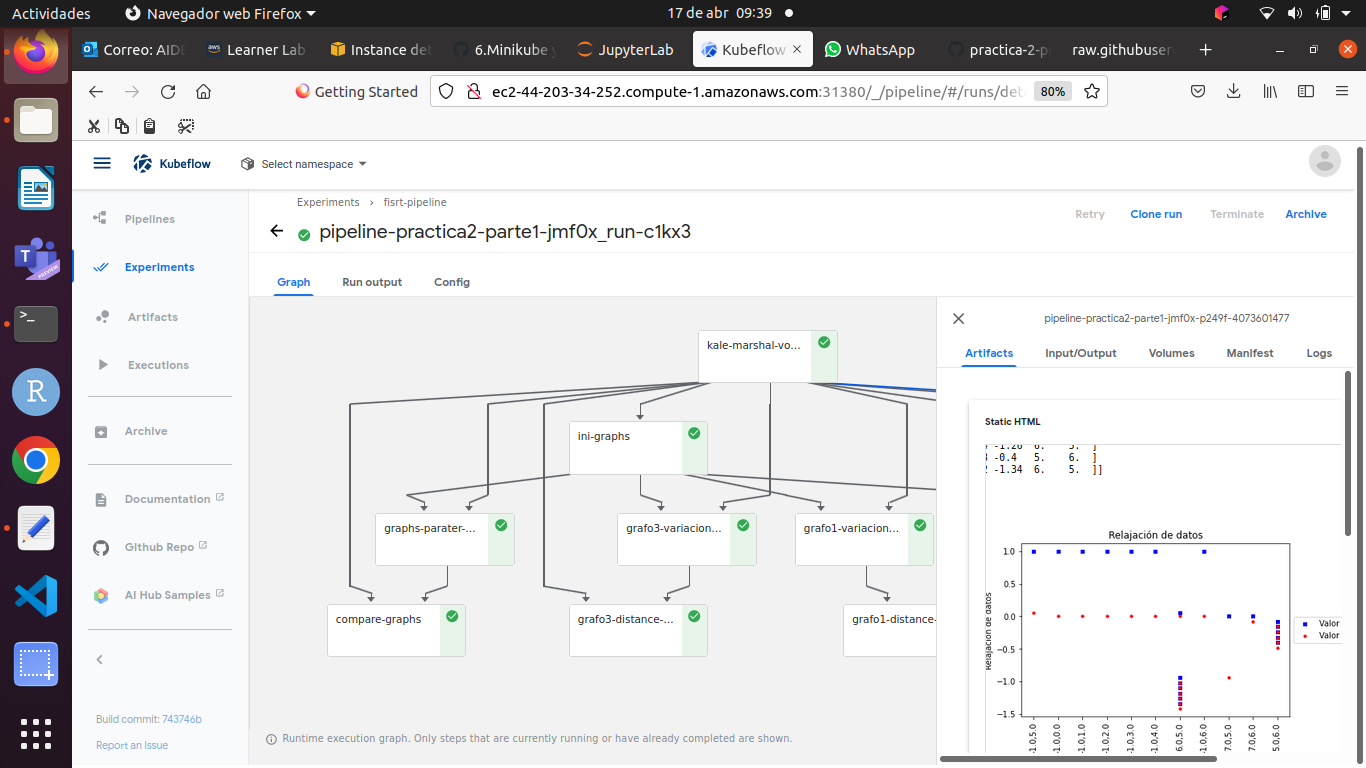 Actividades
Navegador web Firefox
17 de abr 09:39
Correo: AIDE
Learner Lab
Instance det
6.Minikube y
JupyterLab
Kubeflow
WhatsApp
practica-2-p
raw.githubuser
Getting Started
ec2-44-203-34-252.compute-1.amazonaws.com:31380/_/pipeline/#/runs/det
80%
Kubeflow
Select namespace
Pipelines
Experiments
Artifacts
Executions
Archive
Documentation
Github Repo
AI Hub Samples
Build commit: 743746b
Report an Issue
Experiments › fisrt-pipeline
pipeline-practica2-parte1-jmf0x_run-c1kx3
Retry
Clone run
Terminate
Archive
Graph
Run output
Config
kale-marshal-vo...
ini-graphs
graphs-parater-...
grafo3-variacion...
grafo1-variacion...
compare-graphs
grafo3-distance-...
grafo1-distance-
Runtime execution graph. Only steps that are currently running or have already completed are shown.
pipeline-practica2-parte1-jmf0x-p249f-4073601477
Artifacts
Input/Output
Volumes
Manifest
Logs
Static HTML
-1.26 6. 5. ]
-0.4 5. 6. ]
-1.34 6. 5. ]]
Relajación de datos
Relajación de datos
1.0
0.5
0.0
−0.5
−1.0
−1.5
Valor
Valor
-1.0,5.0
-1.0,0.0
-1.0,1.0
-1.0,2.0
-1.0,3.0
-1.0,4.0
6.0,5.0
-1.0,6.0
7.0,5.0
7.0,6.0
5.0,6.0
R
T
PREVIEW